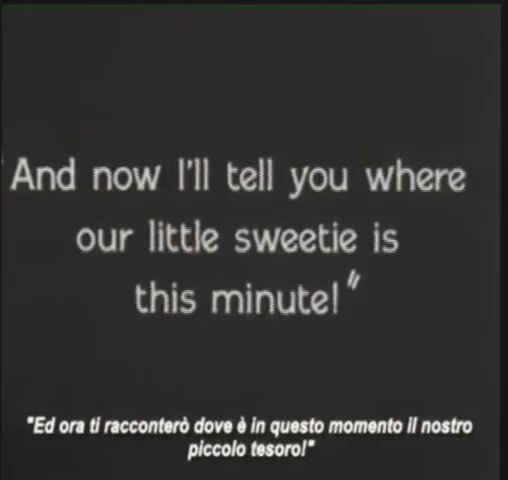 "And now I'll tell you where
our little sweetie is
this minute!"
"Ed ora ti racconterò dove è in questo momento il nostro
piccolo tesoro!"